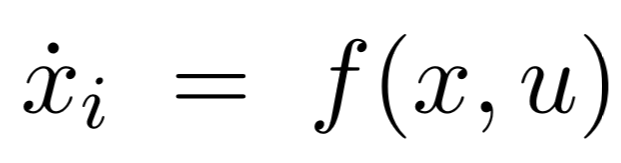 ẋᵢ = f(x, u)